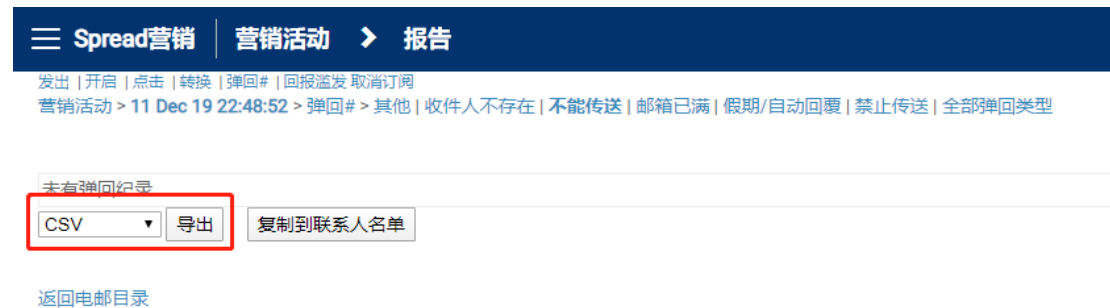 Spread营销 营销活动 报告
发出 | 开启 | 点击 | 转换 | 弹回# | 回报滥发 取消订阅
营销活动 > 11 Dec 19 22:48:52 > 弹回# > 其他 | 收件人不存在 | 不能传送 | 邮箱已满 | 假期/自动回覆 | 禁止传送 | 全部弹回类型
未有弹回纪录
CSV 导出 复制到联系人名单
返回电邮目录